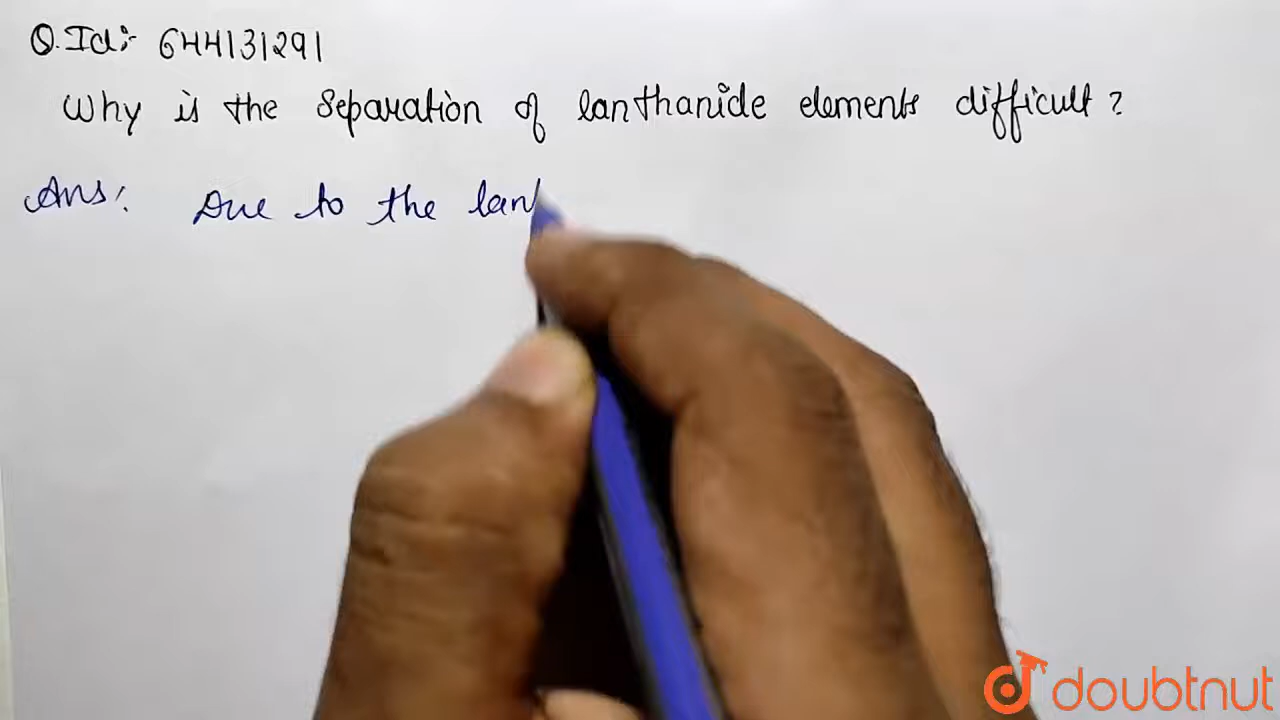 Q.Id:- 644131291
Why is the separation of lanthanide elements difficult?
Ans: Due to the lan
doubtnut